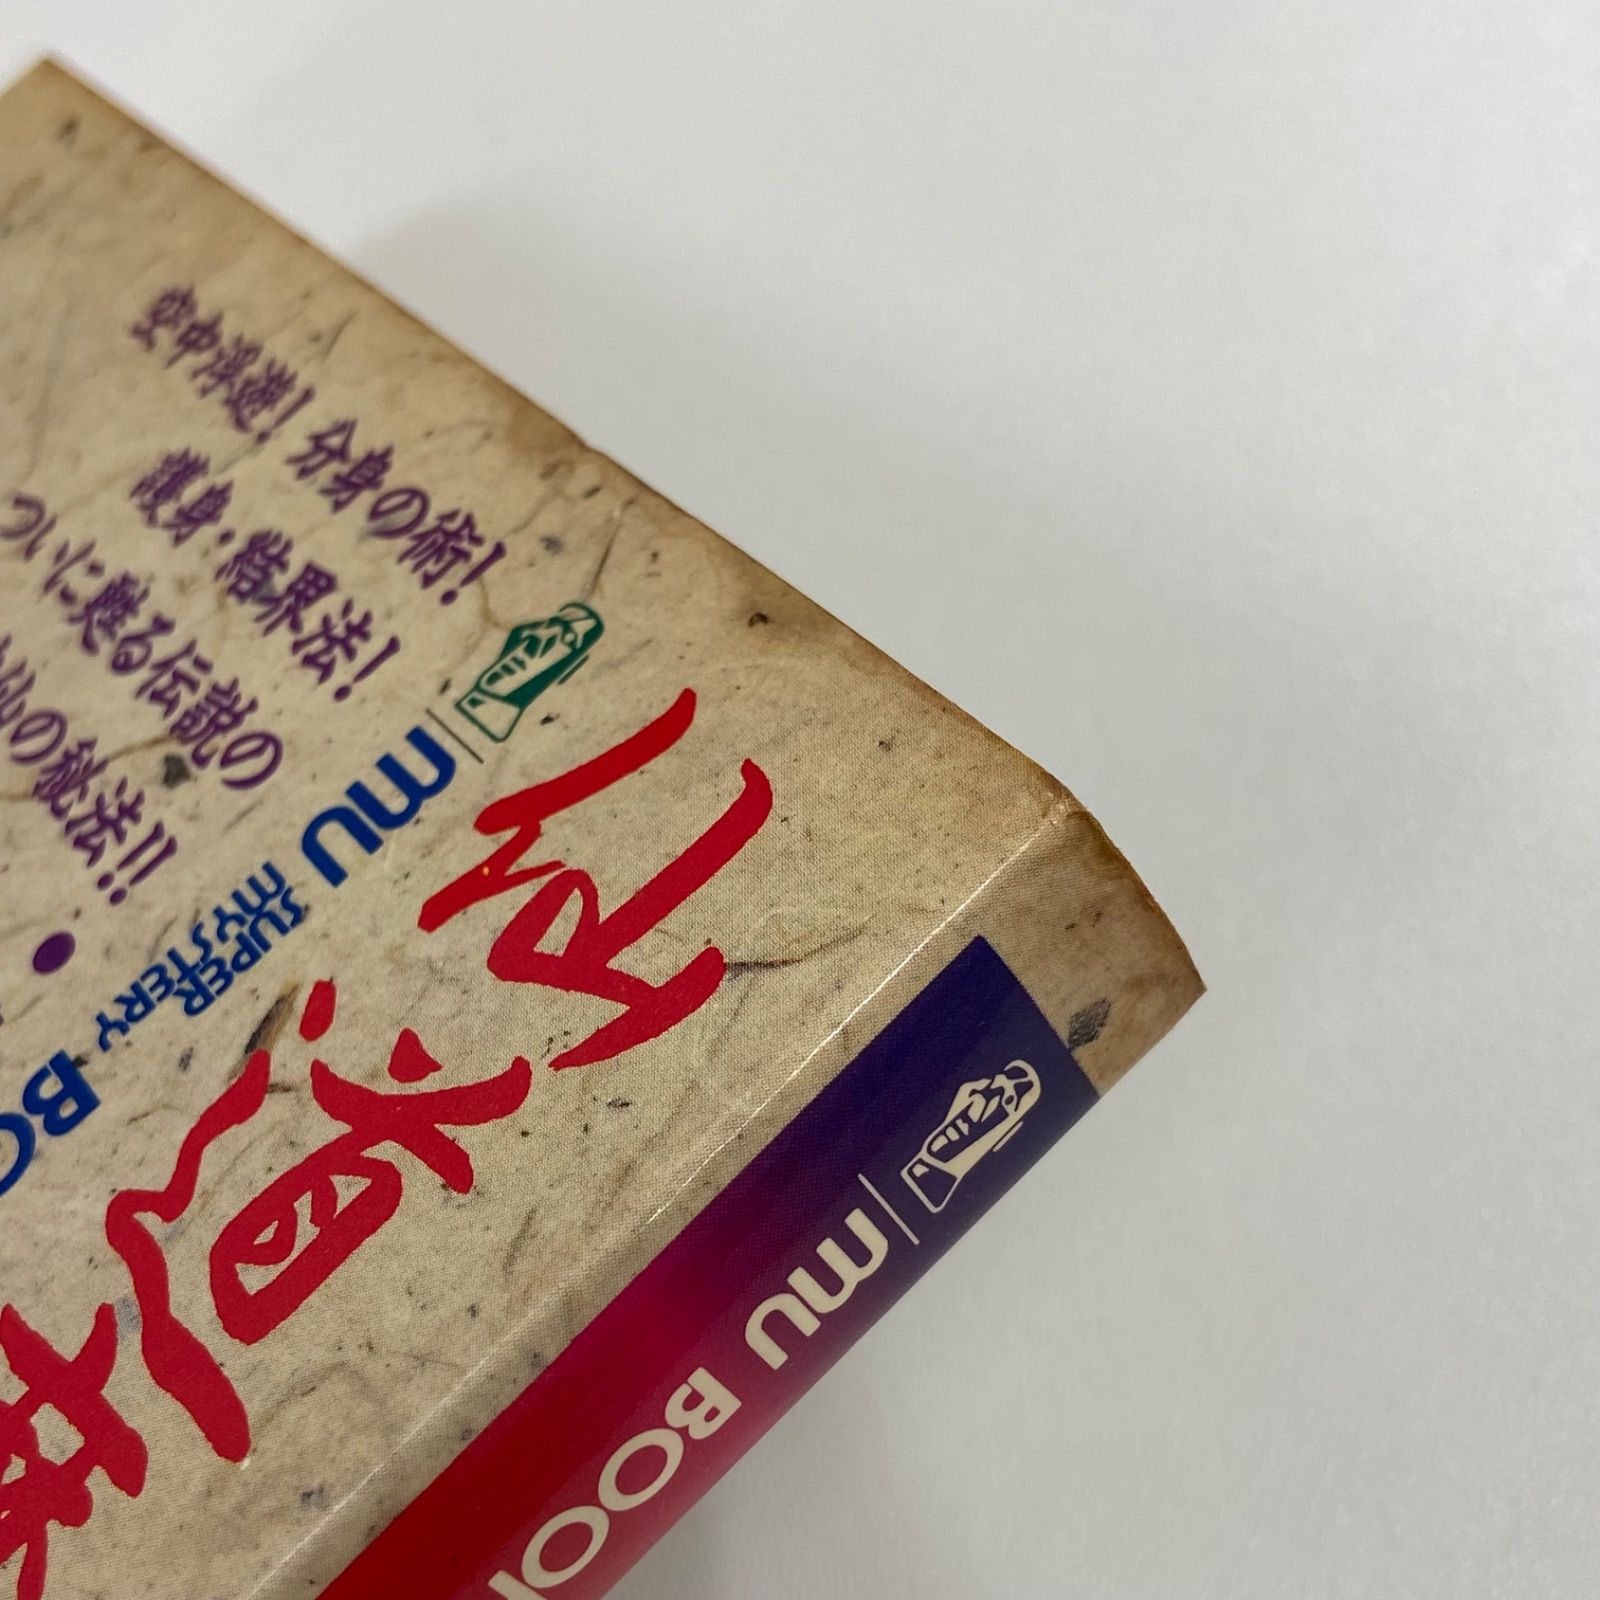 空中浮遊!分身の術!
護身・結界法!
ついに甦る伝説の
の秘法!!
MU SUPER MYSTERY BO
MU BOO